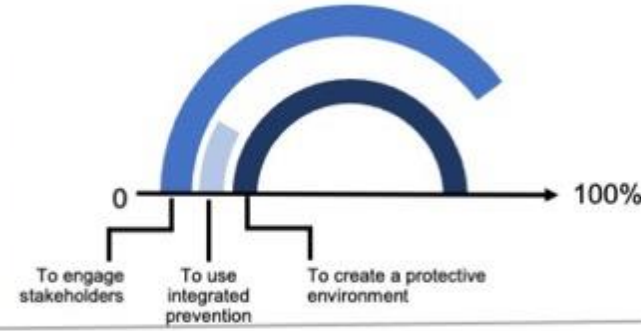 0
100%
To engage
stakeholders
To use
integrated
prevention
To create a protective
environment